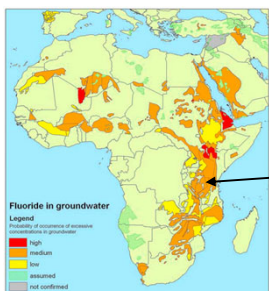 Fluoride in groundwater
Legend
Probability of occurrence of excessive
concentrations in groundwater
high
medium
low
assumed
not confirmed